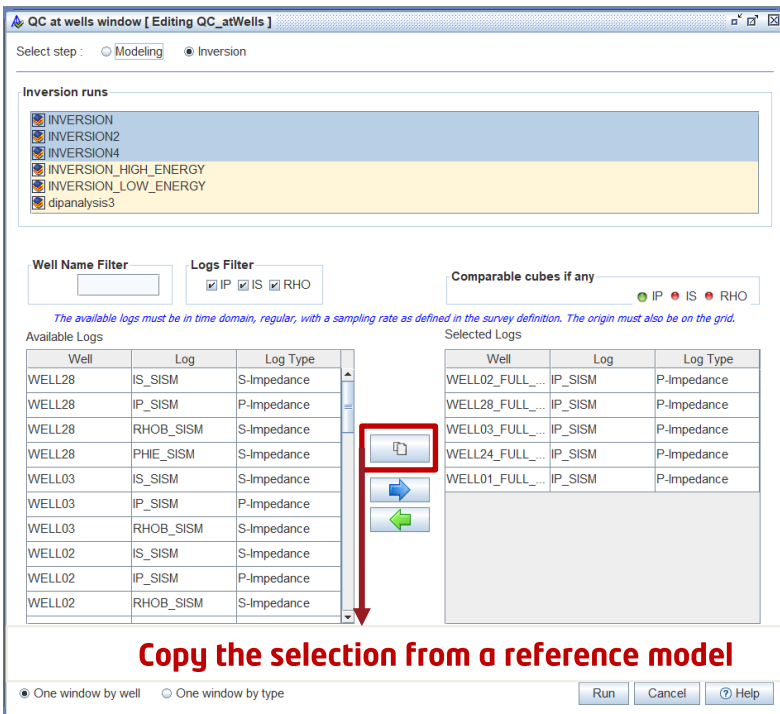 QC at wells window [ Editing QC_atWells ]
Select step : Modeling Inversion
Inversion runs
INVERSION
INVERSION2
INVERSION4
INVERSION_HIGH_ENERGY
INVERSION_LOW_ENERGY
dipanalysis3
Well Name Filter
Logs Filter
IP IS RHO
Comparable cubes if any
IP IS RHO
The available logs must be in time domain, regular, with a sampling rate as defined in the survey definition. The origin must also be on the grid.
Available Logs
Well Log Log Type
WELL28 IS_SISM S-Impedance
WELL28 IP_SISM P-Impedance
WELL28 RHOB_SISM S-Impedance
WELL28 PHIE_SISM S-Impedance
WELL03 IS_SISM S-Impedance
WELL03 IP_SISM P-Impedance
WELL03 RHOB_SISM S-Impedance
WELL02 IS_SISM S-Impedance
WELL02 IP_SISM P-Impedance
WELL02 RHOB_SISM S-Impedance
Selected Logs
Well Log Log Type
WELL02_FULL_... IP_SISM P-Impedance
WELL28_FULL_... IP_SISM P-Impedance
WELL03_FULL_... IP_SISM P-Impedance
WELL24_FULL_... IP_SISM P-Impedance
WELL01_FULL_... IP_SISM P-Impedance
Copy the selection from a reference model
One window by well One window by type
Run Cancel Help